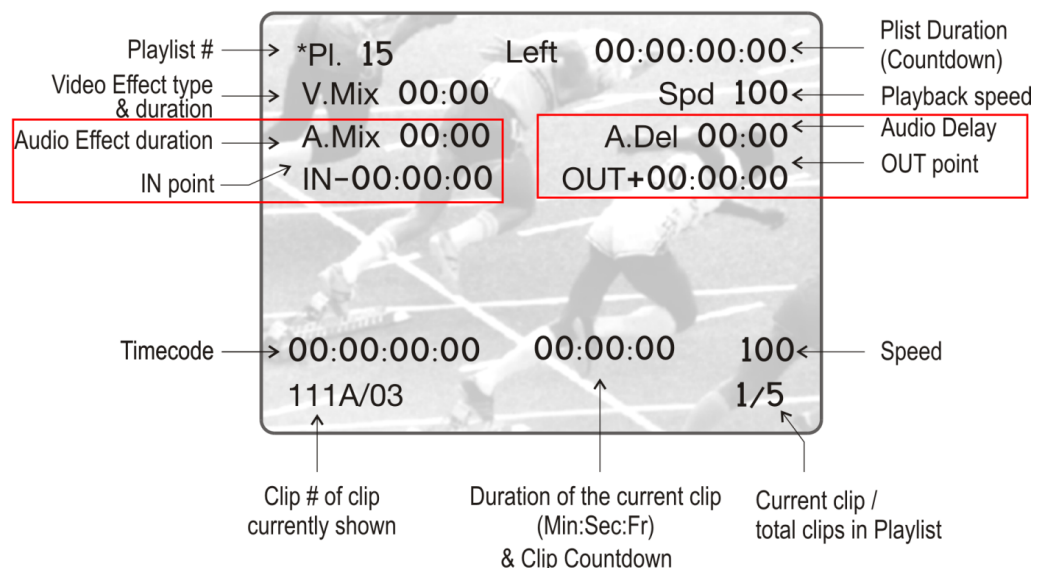 Playlist #
*Pl. 15
Left 00:00:00:00.
Plist Duration
(Countdown)
Video Effect type
& duration
V.Mix 00:00
Spd 100
Playback speed
Audio Effect duration
A.Mix 00:00
A.Del 00:00
Audio Delay
IN point
IN-00:00:00
OUT+00:00:00
OUT point
Timecode
00:00:00:00
00:00:00
100
Speed
111A/03
1/5
Clip # of clip
currently shown
Duration of the current clip
(Min:Sec:Fr)
& Clip Countdown
Current clip /
total clips in Playlist